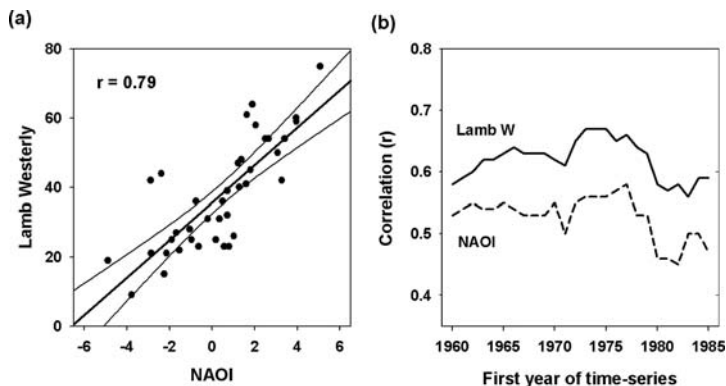 (a)
80
60
40
20
0
r = 0.79
Lamb Westerly
-6 -4 -2 0 2 4 6
NAOI
(b)
0.8
0.7
0.6
0.5
0.4
Correlation (r)
Lamb W
NAOI
1960 1965 1970 1975 1980 1985
First year of time-series